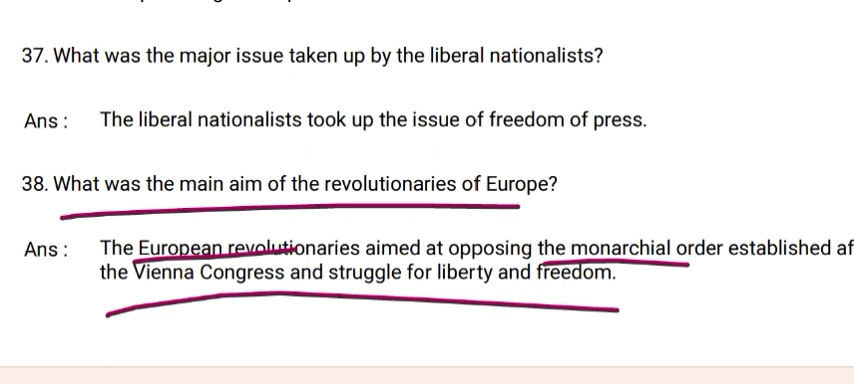 37. What was the major issue taken up by the liberal nationalists?
Ans : The liberal nationalists took up the issue of freedom of press.
38. What was the main aim of the revolutionaries of Europe?
Ans : The European revolutionaries aimed at opposing the monarchial order established af
the Vienna Congress and struggle for liberty and freedom.